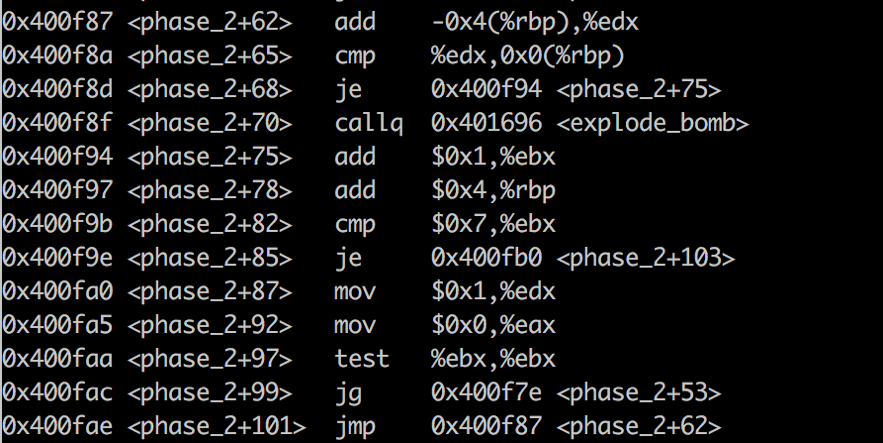 0x400f87 <phase_2+62> add -0x4(%rbp),%edx
0x400f8a <phase_2+65> cmp %edx,0x0(%rbp)
0x400f8d <phase_2+68> je 0x400f94 <phase_2+75>
0x400f8f <phase_2+70> callq 0x401696 <explode_bomb>
0x400f94 <phase_2+75> add $0x1,%ebx
0x400f97 <phase_2+78> add $0x4,%rbp
0x400f9b <phase_2+82> cmp $0x7,%ebx
0x400f9e <phase_2+85> je 0x400fb0 <phase_2+103>
0x400fa0 <phase_2+87> mov $0x1,%edx
0x400fa5 <phase_2+92> mov $0x0,%eax
0x400faa <phase_2+97> test %ebx,%ebx
0x400fac <phase_2+99> jg 0x400f7e <phase_2+53>
0x400fae <phase_2+101> jmp 0x400f87 <phase_2+62>